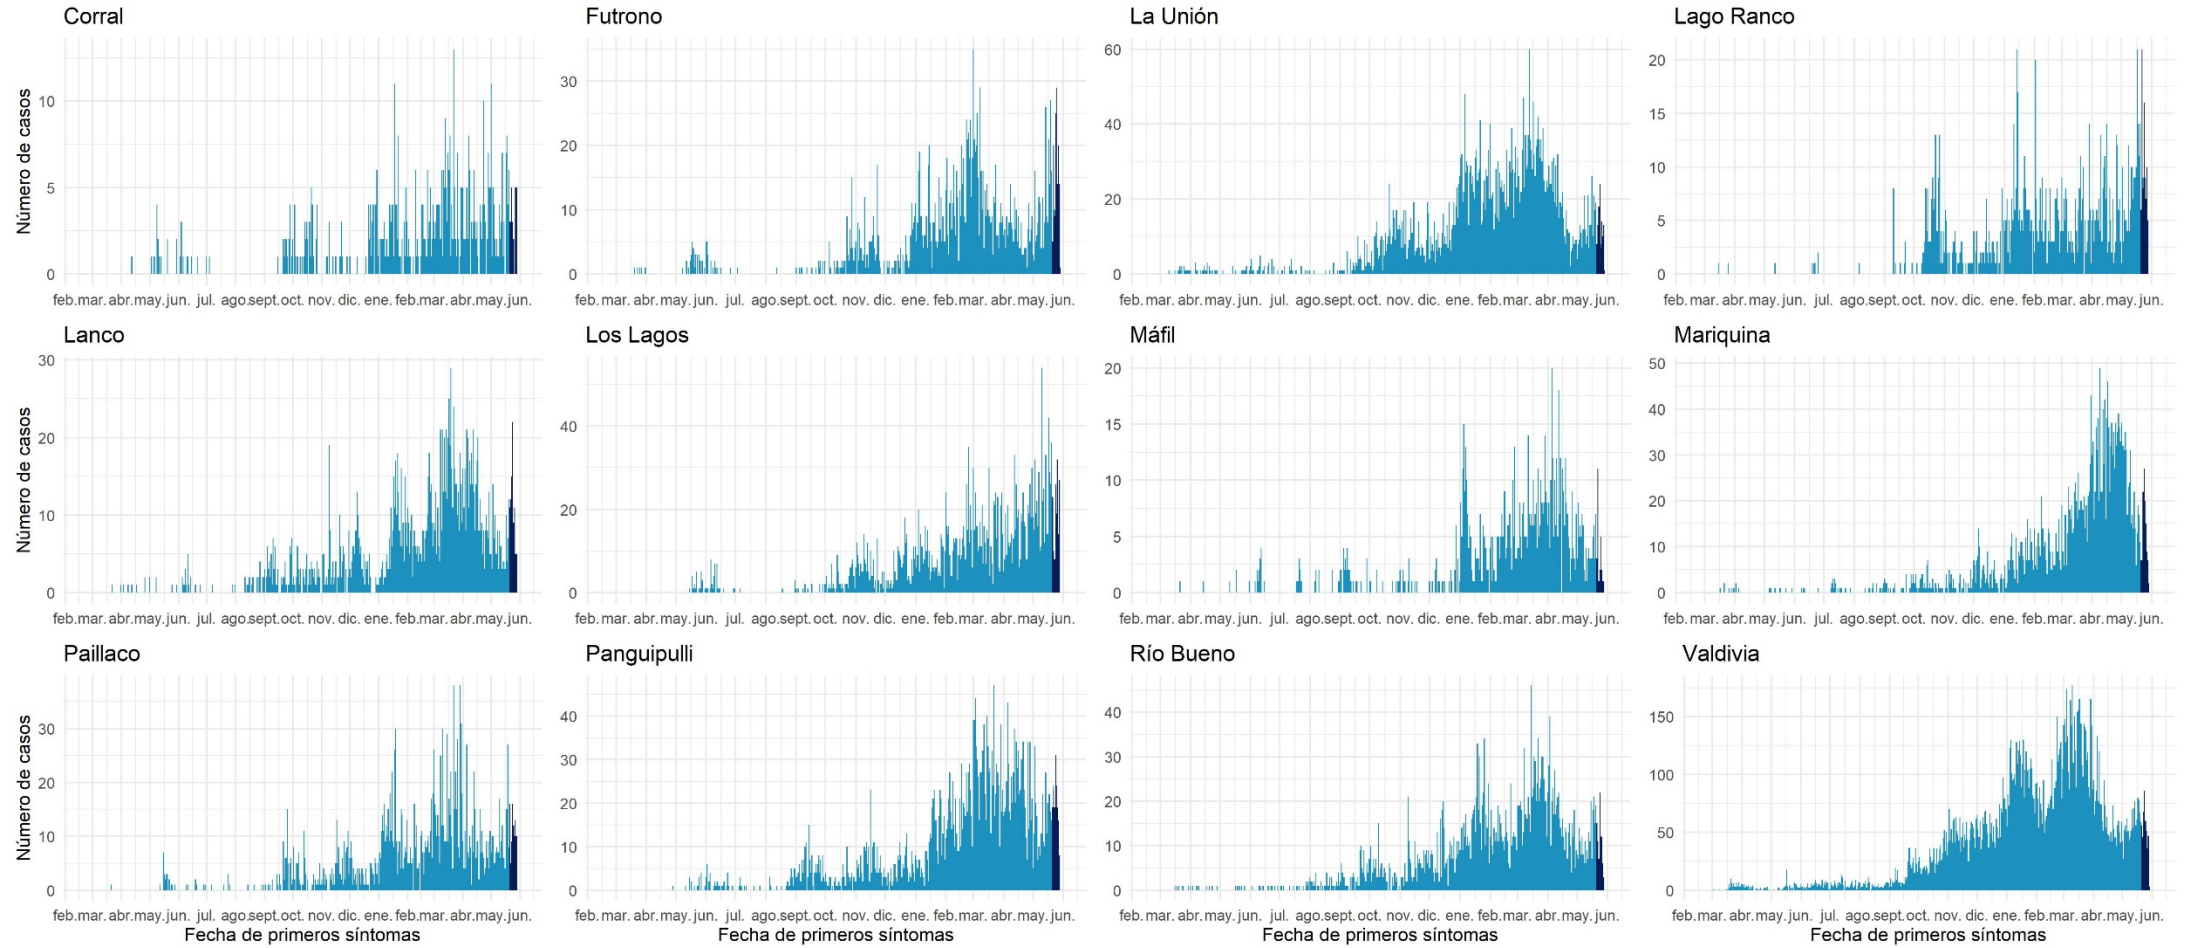 Corral
Futrono
La Unión
Lago Ranco
Número de casos
10
5
0
30
20
10
0
60
40
20
0
20
15
10
5
0
feb. mar. abr. may. jun. jul. ago. sept. oct. nov. dic. ene. feb. mar. abr. may. jun.
feb. mar. abr. may. jun. jul. ago. sept. oct. nov. dic. ene. feb. mar. abr. may. jun.
feb. mar. abr. may. jun. jul. ago. sept. oct. nov. dic. ene. feb. mar. abr. may. jun.
feb. mar. abr. may. jun. jul. ago. sept. oct. nov. dic. ene. feb. mar. abr. may. jun.
Lanco
Los Lagos
Máfil
Mariquina
Número de casos
30
20
10
0
40
20
0
20
15
10
5
0
50
40
30
20
10
0
feb. mar. abr. may. jun. jul. ago. sept. oct. nov. dic. ene. feb. mar. abr. may. jun.
feb. mar. abr. may. jun. jul. ago. sept. oct. nov. dic. ene. feb. mar. abr. may. jun.
feb. mar. abr. may. jun. jul. ago. sept. oct. nov. dic. ene. feb. mar. abr. may. jun.
feb. mar. abr. may. jun. jul. ago. sept. oct. nov. dic. ene. feb. mar. abr. may. jun.
Paillaco
Panguipulli
Río Bueno
Valdivia
Número de casos
30
20
10
0
40
30
20
10
0
40
30
20
10
0
150
100
50
0
feb. mar. abr. may. jun. jul. ago. sept. oct. nov. dic. ene. feb. mar. abr. may. jun.
feb. mar. abr. may. jun. jul. ago. sept. oct. nov. dic. ene. feb. mar. abr. may. jun.
feb. mar. abr. may. jun. jul. ago. sept. oct. nov. dic. ene. feb. mar. abr. may. jun.
feb. mar. abr. may. jun. jul. ago. sept. oct. nov. dic. ene. feb. mar. abr. may. jun.
Fecha de primeros síntomas
Fecha de primeros síntomas
Fecha de primeros síntomas
Fecha de primeros síntomas